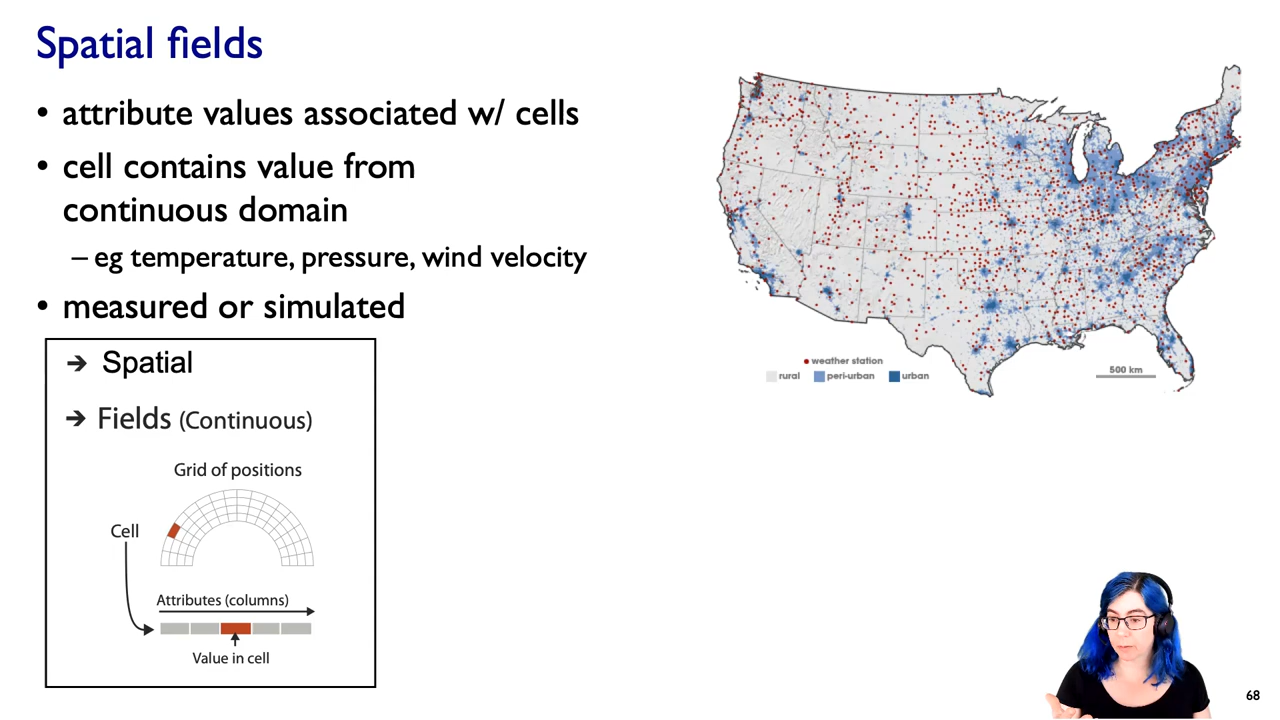 Spatial fields
• attribute values associated w/ cells
• cell contains value from
continuous domain
– eg temperature, pressure, wind velocity
• measured or simulated
→ Spatial
→ Fields (Continuous)
Grid of positions
Cell
Attributes (columns)
Value in cell
weather station
rural peri-urban urban
500 km
68